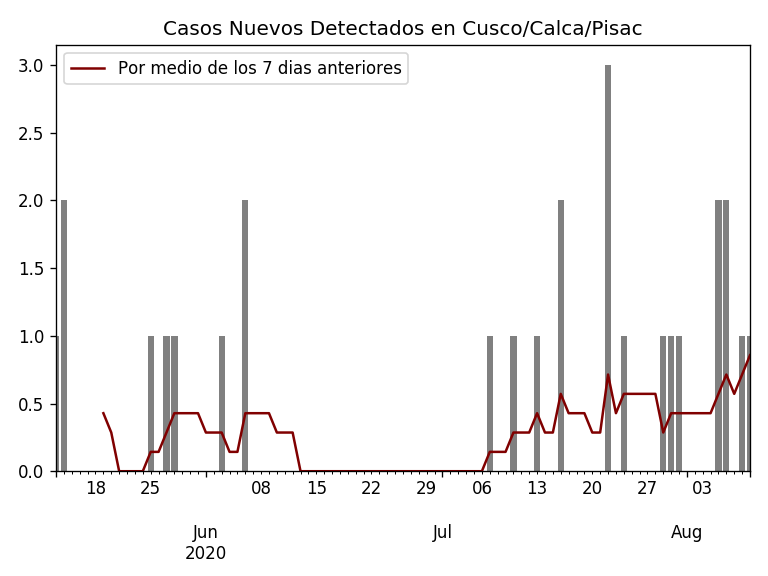 Casos Nuevos Detectados en Cusco/Calca/Pisac
Por medio de los 7 dias anteriores
3.0
2.5
2.0
1.5
1.0
0.5
0.0
18 25 08 15 22 29 06 13 20 27 03
Jun Jul Aug
2020